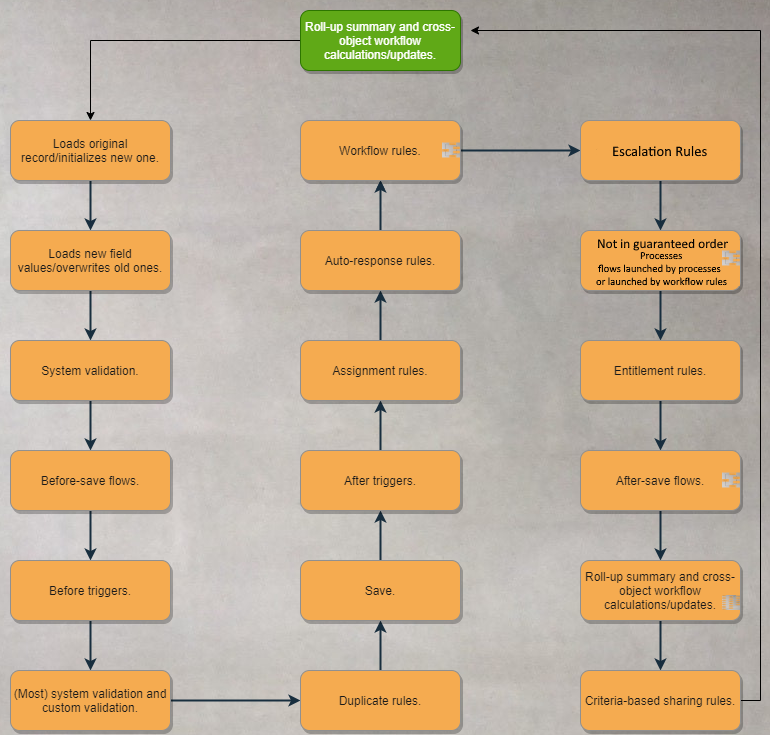 Roll-up summary and cross-
object workflow
calculations/updates.
Loads original
record/initializes new one.
Loads new field
values/overwrites old ones.
System validation.
Before-save flows.
Before triggers.
(Most) system validation and
custom validation.
Duplicate rules.
Save.
After triggers.
Assignment rules.
Auto-response rules.
Workflow rules.
Escalation Rules
Not in guaranteed order
Processes
flows launched by processes
or launched by workflow rules
Entitlement rules.
After-save flows.
Roll-up summary and cross-
object workflow
calculations/updates.
Criteria-based sharing rules.